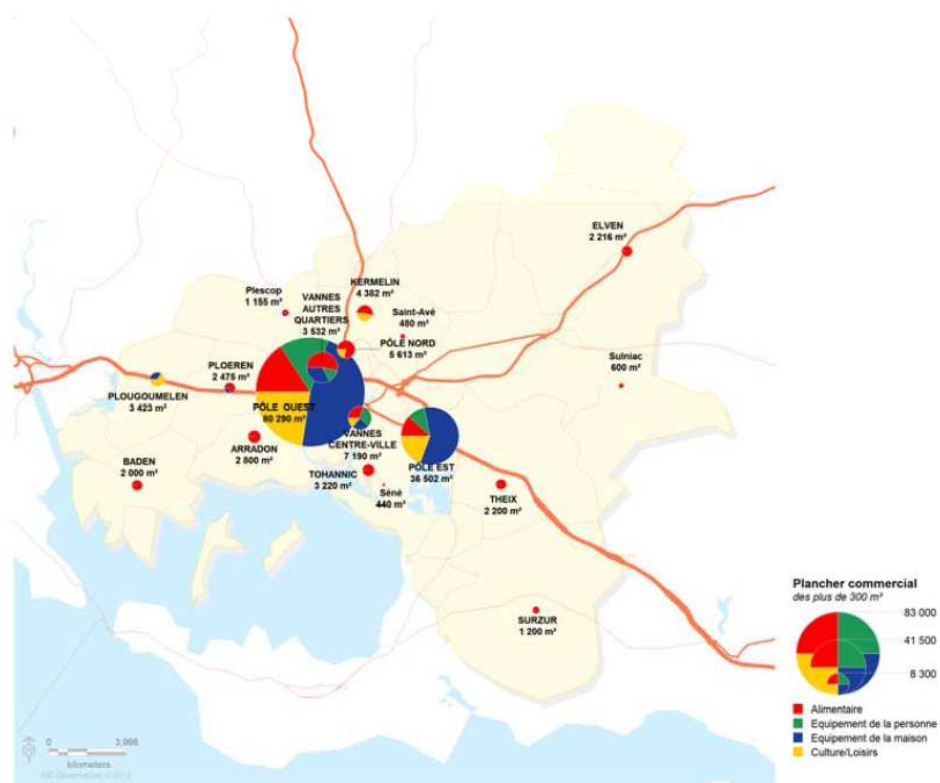 ELVEN
2 216 m²
KERMELIN
4 382 m²
Plescop
1 155 m²
VANNES
AUTRES
QUARTIERS
3 532 m²
Saint-Avé
480 m²
PÔLE NORD
5 613 m²
Sulniac
600 m²
PLOEREN
2 475 m²
PLOUGOUMELEN
3 423 m²
PÔLE OUEST
80 290 m²
VANNES
CENTRE-VILLE
7 190 m²
ARRADON
2 800 m²
PÔLE EST
36 502 m²
BADEN
2 000 m²
TOHANNIC
3 220 m²
Séné
440 m²
THEIX
2 200 m²
SURZUR
1 200 m²
Plancher commercial
des plus de 300 m²
83 000
41 500
8 300
Alimentaire
Equipement de la personne
Equipement de la maison
Culture/Loisirs
0 3,996
kilometers